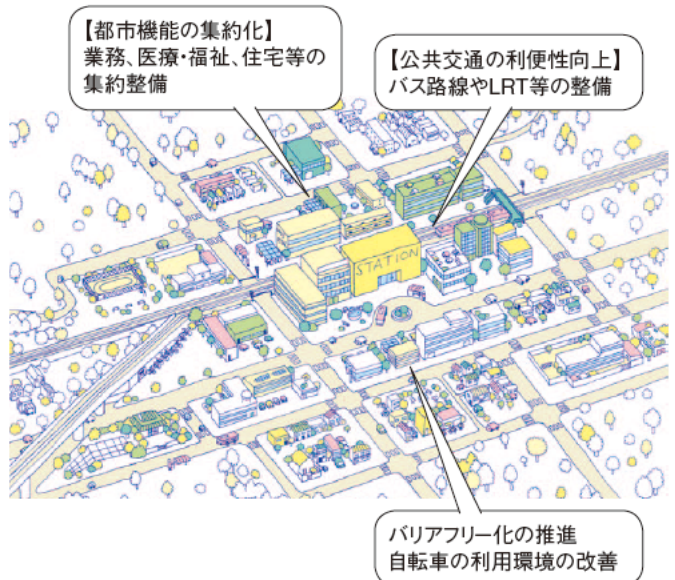 【都市機能の集約化】
業務、医療・福祉、住宅等の
集約整備
【公共交通の利便性向上】
バス路線やLRT等の整備
STATION
バリアフリー化の推進
自転車の利用環境の改善